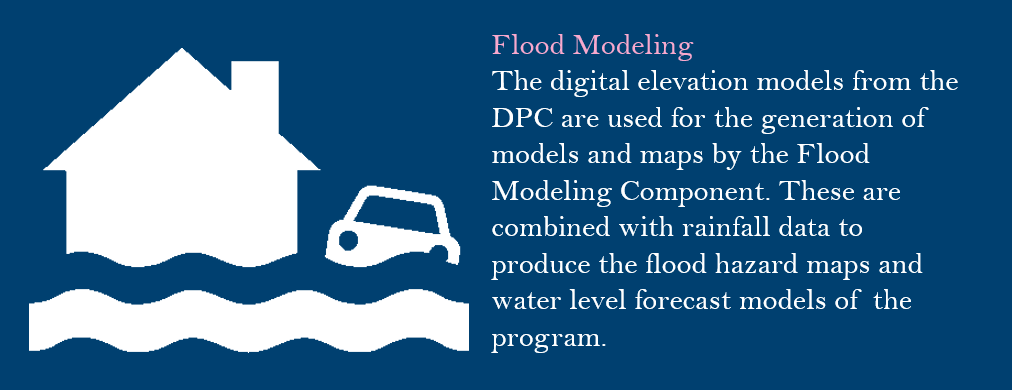 Flood Modeling
The digital elevation models from the
DPC are used for the generation of
models and maps by the Flood
Modeling Component. These are
combined with rainfall data to
produce the flood hazard maps and
water level forecast models of the
program.